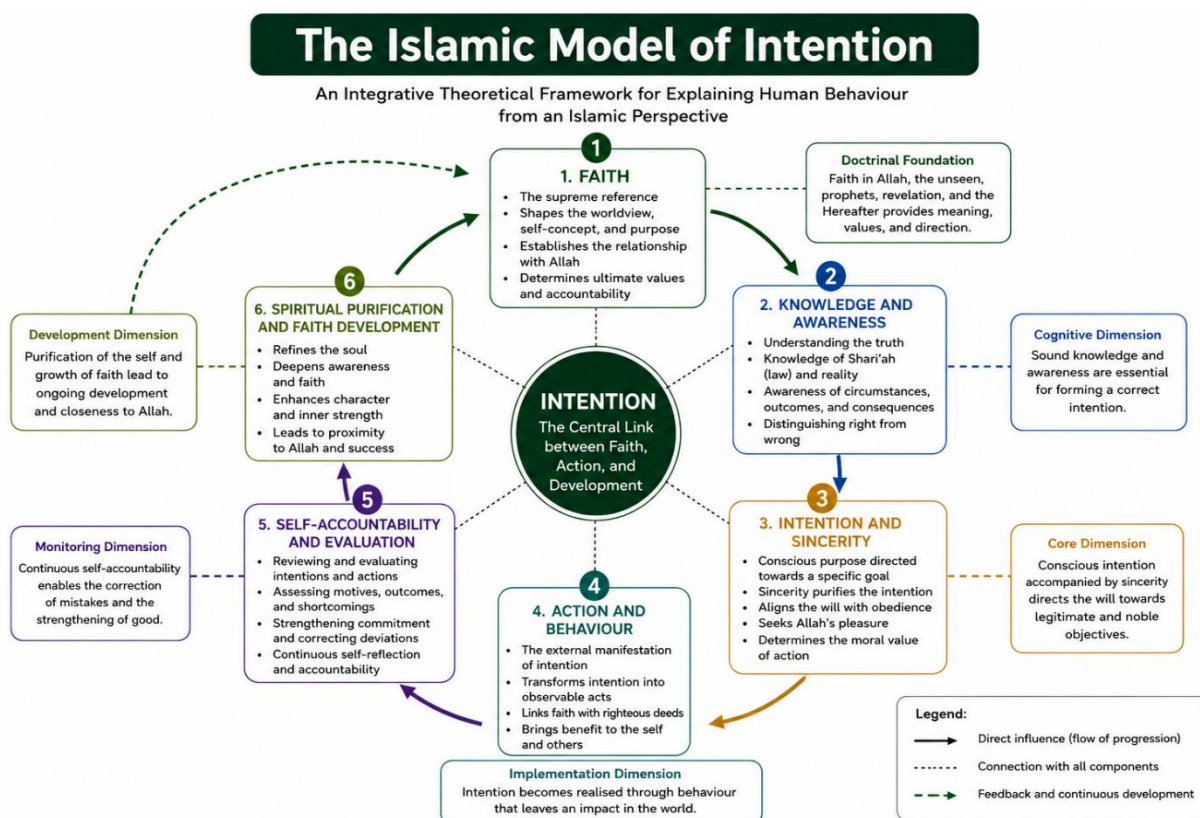 The Islamic Model of Intention
An Integrative Theoretical Framework for Explaining Human Behaviour
from an Islamic Perspective
1
1. FAITH
• The supreme reference
• Shapes the worldview,
self-concept, and purpose
• Establishes the relationship
with Allah
• Determines ultimate values
and accountability
Doctrinal Foundation
Faith in Allah, the unseen,
prophets, revelation, and the
Hereafter provides meaning,
values, and direction.
2
2. KNOWLEDGE AND
AWARENESS
• Understanding the truth
• Knowledge of Shari'ah
(law) and reality
• Awareness of circumstances,
outcomes, and consequences
• Distinguishing right from
wrong
Cognitive Dimension
Sound knowledge and
awareness are essential
for forming a correct
intention.
3
3. INTENTION AND
SINCERITY
• Conscious purpose directed
towards a specific goal
• Sincerity purifies the intention
• Aligns the will with obedience
• Seeks Allah's pleasure
• Determines the moral value
of action
Core Dimension
Conscious intention
accompanied by sincerity
directs the will towards
legitimate and noble
objectives.
4
4. ACTION AND
BEHAVIOUR
• The external manifestation
of intention
• Transforms intention into
observable acts
• Links faith with righteous deeds
• Brings benefit to the self
and others
Implementation Dimension
Intention becomes realised through behaviour
that leaves an impact in the world.
5
5. SELF-ACCOUNTABILITY
AND EVALUATION
• Reviewing and evaluating
intentions and actions
• Assessing motives, outcomes,
and shortcomings
• Strengthening commitment
and correcting deviations
• Continuous self-reflection
and accountability
Monitoring Dimension
Continuous self-accountability
enables the correction
of mistakes and the
strengthening of good.
6
6. SPIRITUAL PURIFICATION
AND FAITH DEVELOPMENT
• Refines the soul
• Deepens awareness
and faith
• Enhances character
and inner strength
• Leads to proximity
to Allah and success
Development Dimension
Purification of the self and
growth of faith lead to
ongoing development
and closeness to Allah.
INTENTION
The Central Link
between Faith,
Action, and
Development
Legend:
Direct influence (flow of progression)
Connection with all components
Feedback and continuous development